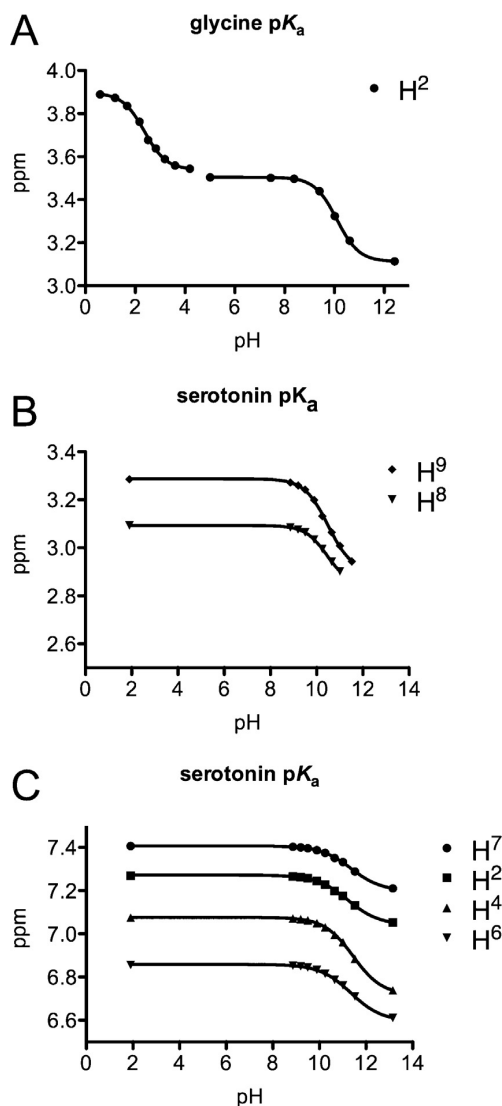 A
glycine pKa
H2
4.0
3.8
3.6
3.4
3.2
3.0
ppm
0 2 4 6 8 10 12
pH
B
serotonin pKa
H9
H8
3.4
3.2
3.0
2.8
2.6
ppm
0 2 4 6 8 10 12 14
pH
C
serotonin pKa
H7
H2
H4
H6
7.4
7.2
7.0
6.8
6.6
ppm
0 2 4 6 8 10 12 14
pH